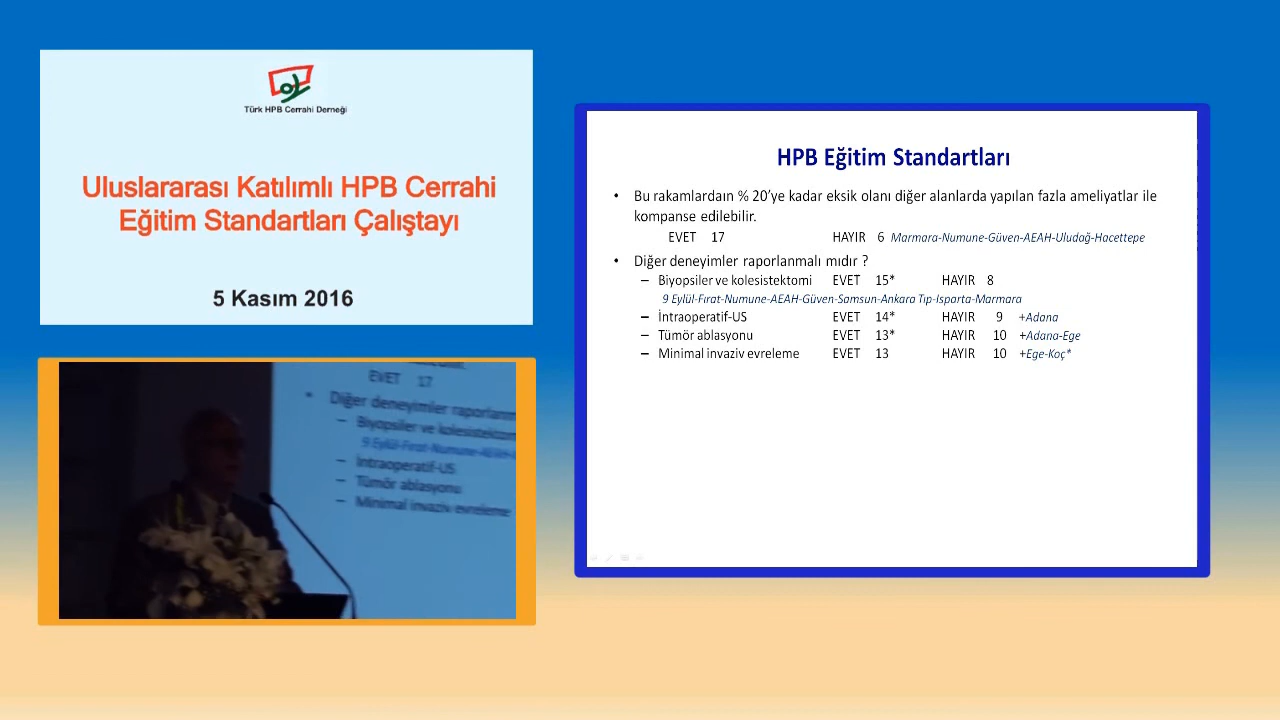 Türk HPB Cerrahi Derneği
Uluslararası Katılımlı HPB Cerrahi
Eğitim Standartları Çalıştayı
5 Kasım 2016
EVET 17
Diğer deneyimler raporlanm
– Biyopsiler ve kolesistektom
9 Eylül-Fırat-Numune-AEAH-
– İntraoperatif-US
– Tümör ablasyonu
– Minimal invaziv evreleme
HPB Eğitim Standartları
• Bu rakamlardaın % 20’ye kadar eksik olanı diğer alanlarda yapılan fazla ameliyatlar ile
kompanse edilebilir.
EVET 17 HAYIR 6 Marmara-Numune-Güven-AEAH-Uludağ-Hacettepe
• Diğer deneyimler raporlanmalı mıdır ?
– Biyopsiler ve kolesistektomi EVET 15* HAYIR 8
9 Eylül-Fırat-Numune-AEAH-Güven-Samsun-Ankara Tıp-Isparta-Marmara
– İntraoperatif-US EVET 14* HAYIR 9 +Adana
– Tümör ablasyonu EVET 13* HAYIR 10 +Adana-Ege
– Minimal invaziv evreleme EVET 13 HAYIR 10 +Ege-Koç*